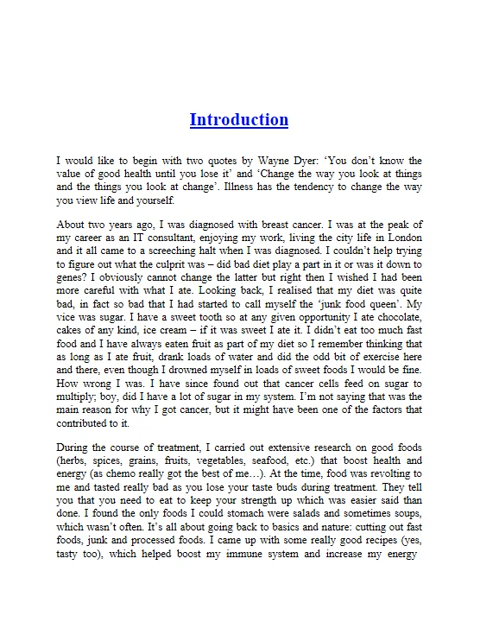 Introduction
I would like to begin with two quotes by Wayne Dyer: ‘You don’t know the
value of good health until you lose it’ and ‘Change the way you look at things
and the things you look at change’. Illness has the tendency to change the way
you view life and yourself.
About two years ago, I was diagnosed with breast cancer. I was at the peak of
my career as an IT consultant, enjoying my work, living the city life in London
and it all came to a screeching halt when I was diagnosed. I couldn’t help trying
to figure out what the culprit was – did bad diet play a part in it or was it down to
genes? I obviously cannot change the latter but right then I wished I had been
more careful with what I ate. Looking back, I realised that my diet was quite
bad, in fact so bad that I had started to call myself the ‘junk food queen’. My
vice was sugar. I have a sweet tooth so at any given opportunity I ate chocolate,
cakes of any kind, ice cream – if it was sweet I ate it. I didn’t eat too much fast
food and I have always eaten fruit as part of my diet so I remember thinking that
as long as I ate fruit, drank loads of water and did the odd bit of exercise here
and there, even though I drowned myself in loads of sweet foods I would be fine.
How wrong I was. I have since found out that cancer cells feed on sugar to
multiply; boy, did I have a lot of sugar in my system. I’m not saying that was the
main reason for why I got cancer, but it might have been one of the factors that
contributed to it.
During the course of treatment, I carried out extensive research on good foods
(herbs, spices, grains, fruits, vegetables, seafood, etc.) that boost health and
energy (as chemo really got the best of me…). At the time, food was revolting to
me and tasted really bad as you lose your taste buds during treatment. They tell
you that you need to eat to keep your strength up which was easier said than
done. I found the only foods I could stomach were salads and sometimes soups,
which wasn’t often. It’s all about going back to basics and nature: cutting out fast
foods, junk and processed foods. I came up with some really good recipes (yes,
tasty too), which helped boost my immune system and increase my energy